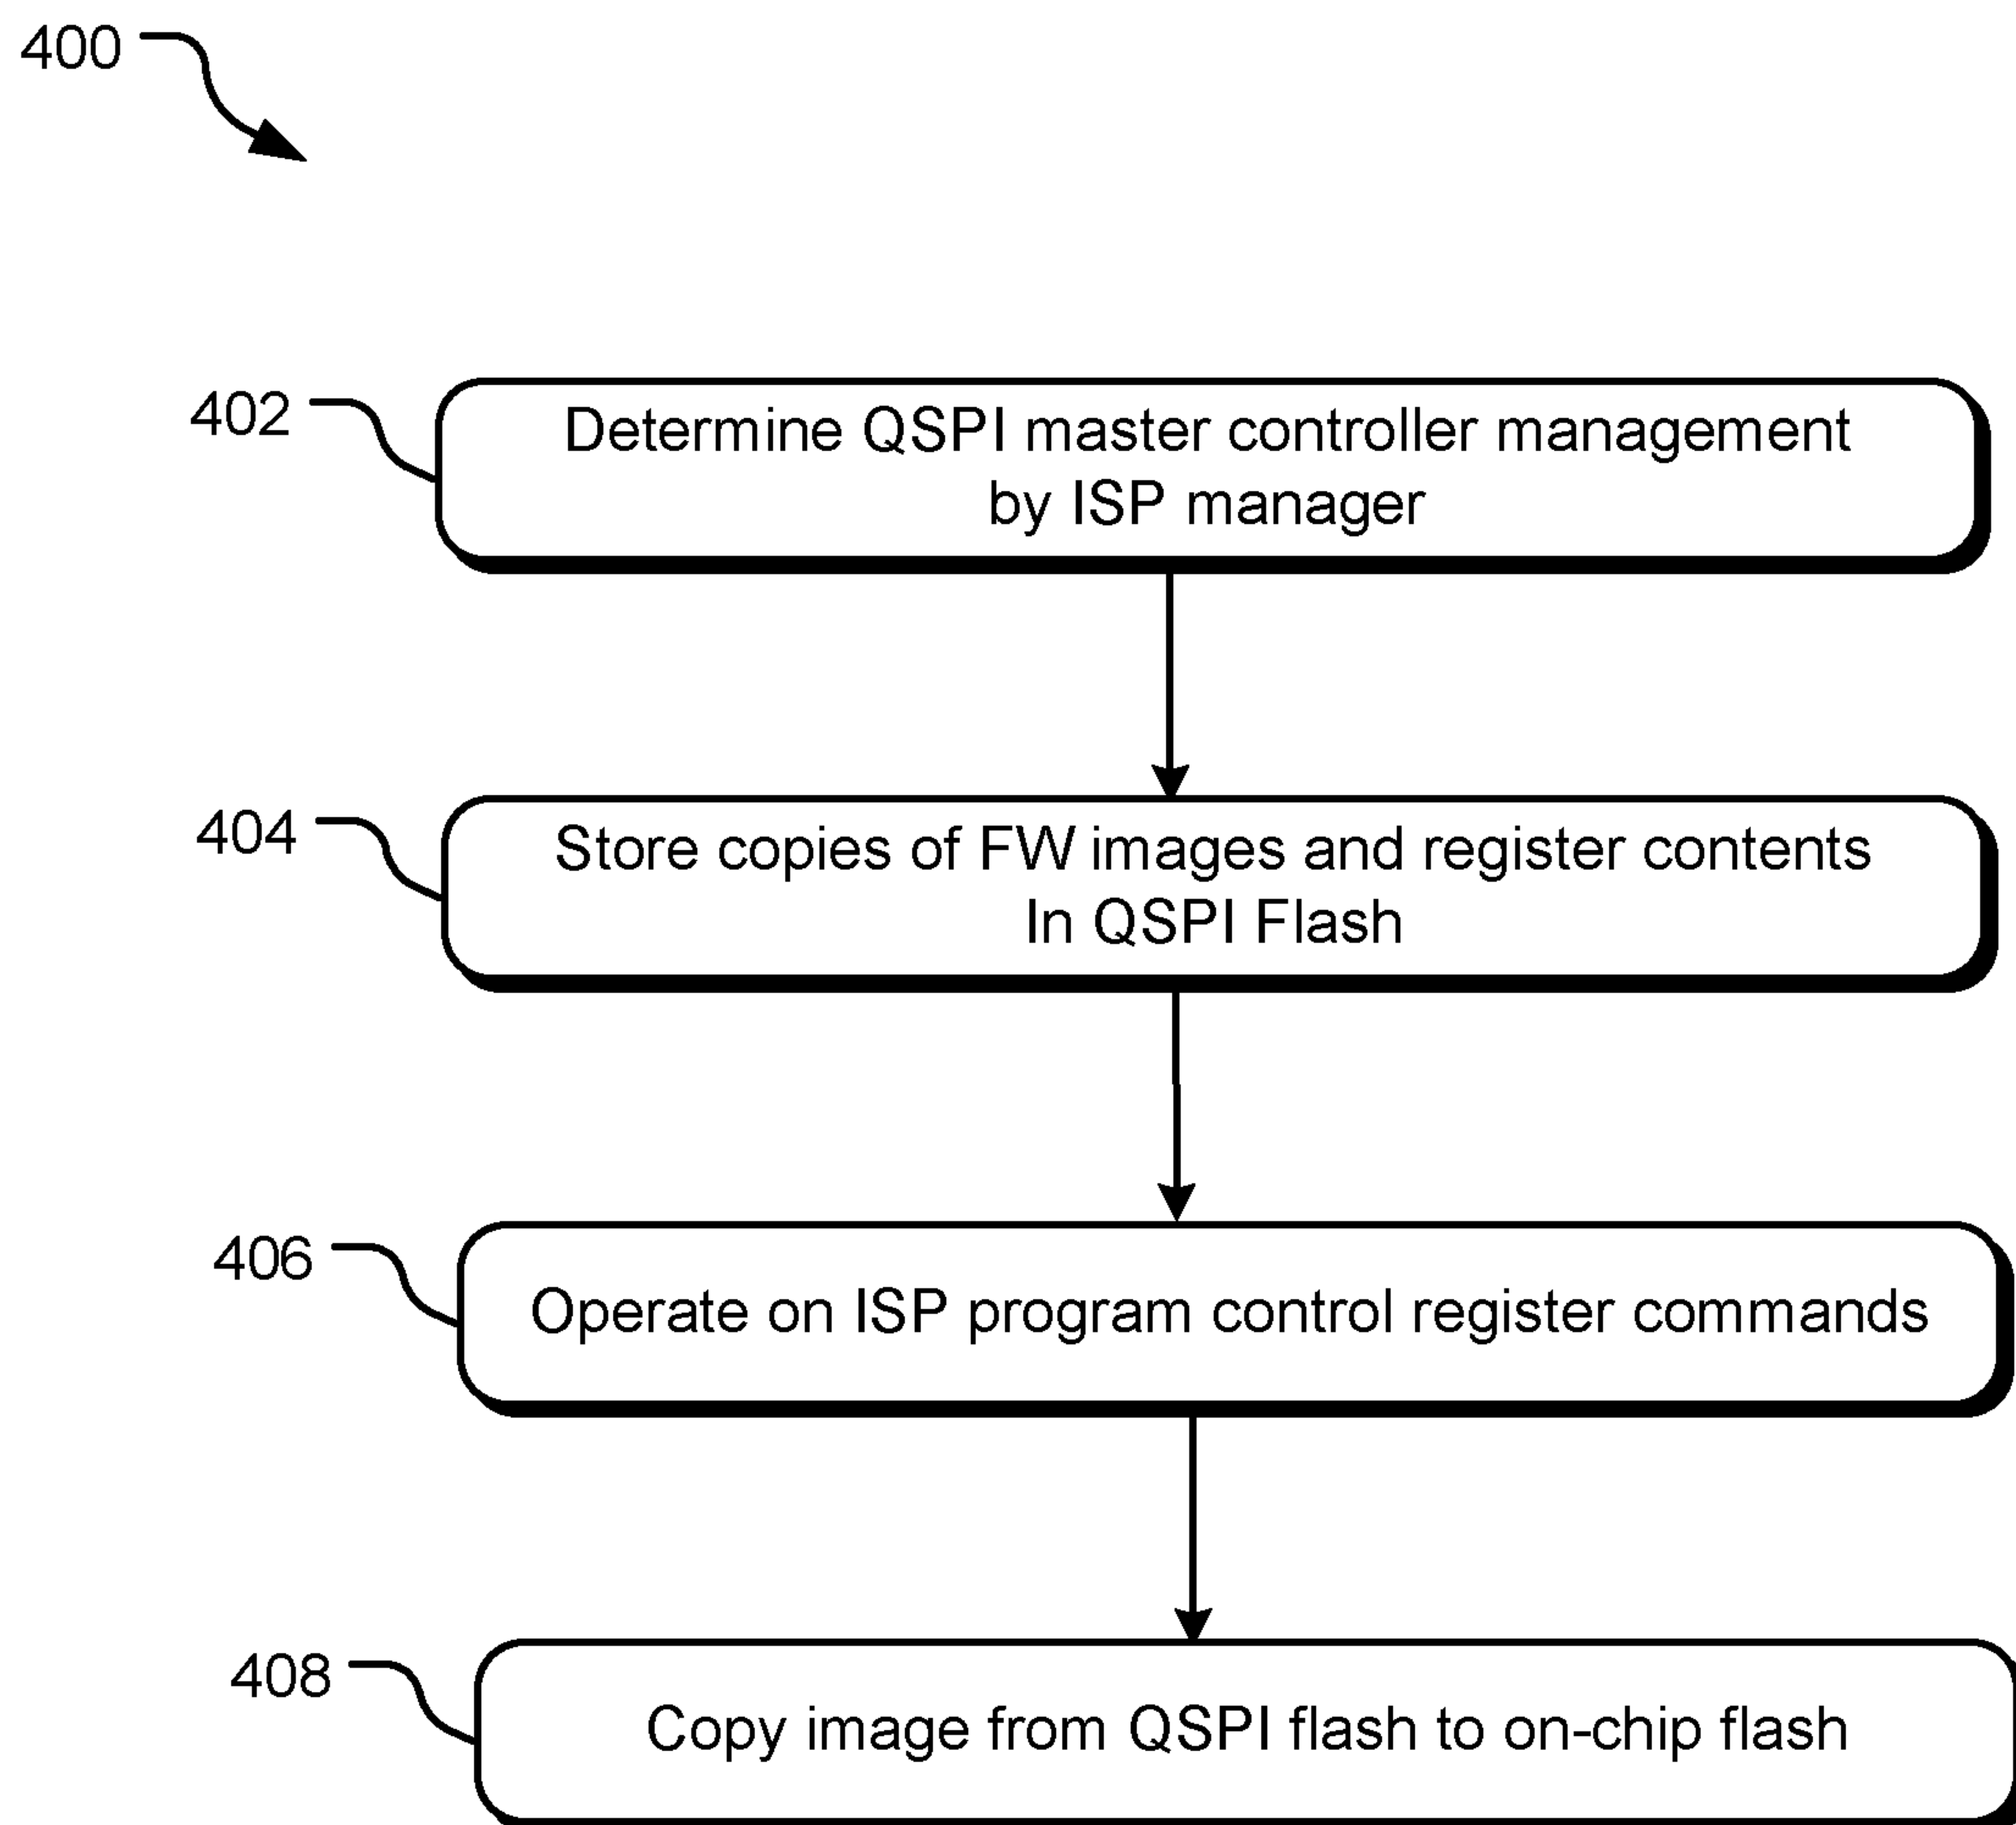 400
402
Determine QSPI master controller management
by ISP manager
404
Store copies of FW images and register contents
In QSPI Flash
406
Operate on ISP program control register commands
408
Copy image from QSPI flash to on-chip flash